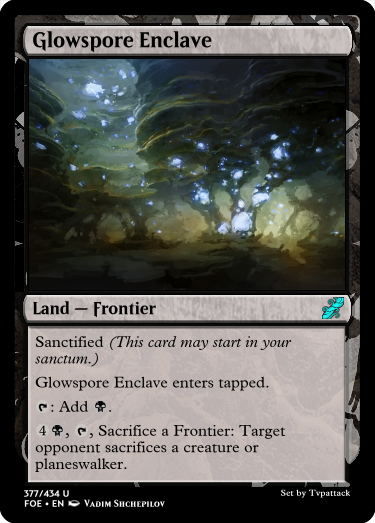 Glowspore Enclave
Land — Frontier
Sanctified (This card may start in your
sanctum.)
Glowspore Enclave enters tapped.
: Add .
4 , , Sacrifice a Frontier: Target
opponent sacrifices a creature or
planeswalker.
377/434 U
Set by Tvpattack
FOE • EN Vadim Shchepilov